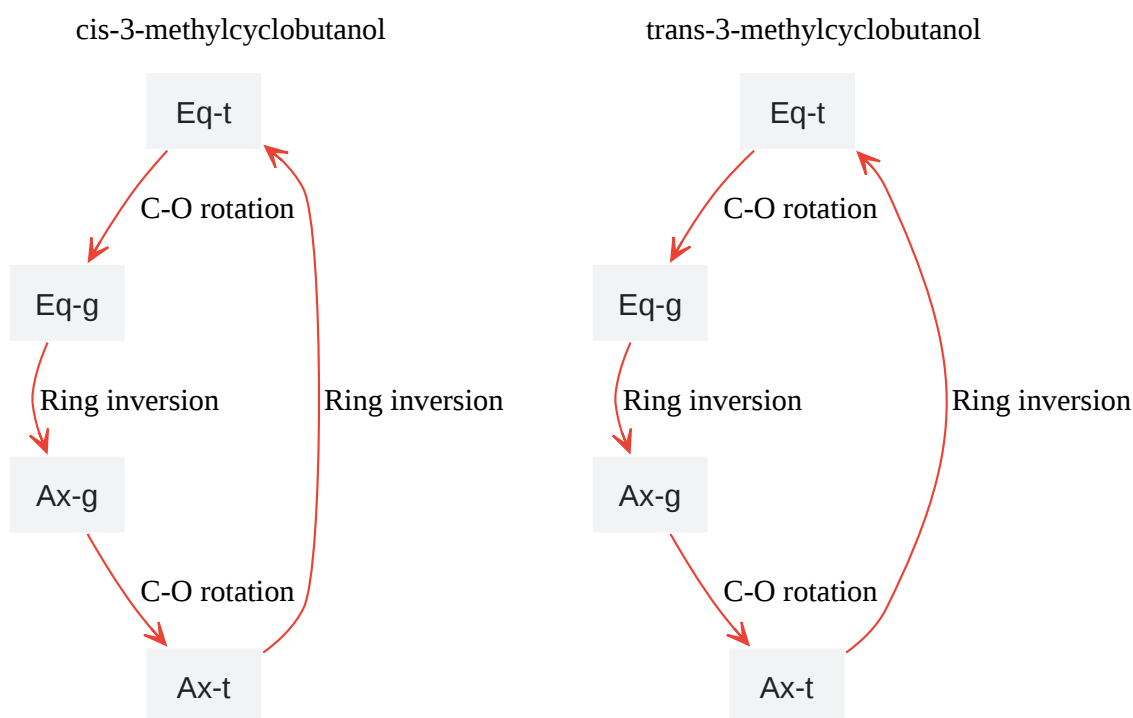 cis-3-methylcyclobutanol
Eq-t
C-O rotation
Eq-g
Ring inversion
Ring inversion
Ax-g
C-O rotation
Ax-t
trans-3-methylcyclobutanol
Eq-t
C-O rotation
Eq-g
Ring inversion
Ring inversion
Ax-g
C-O rotation
Ax-t